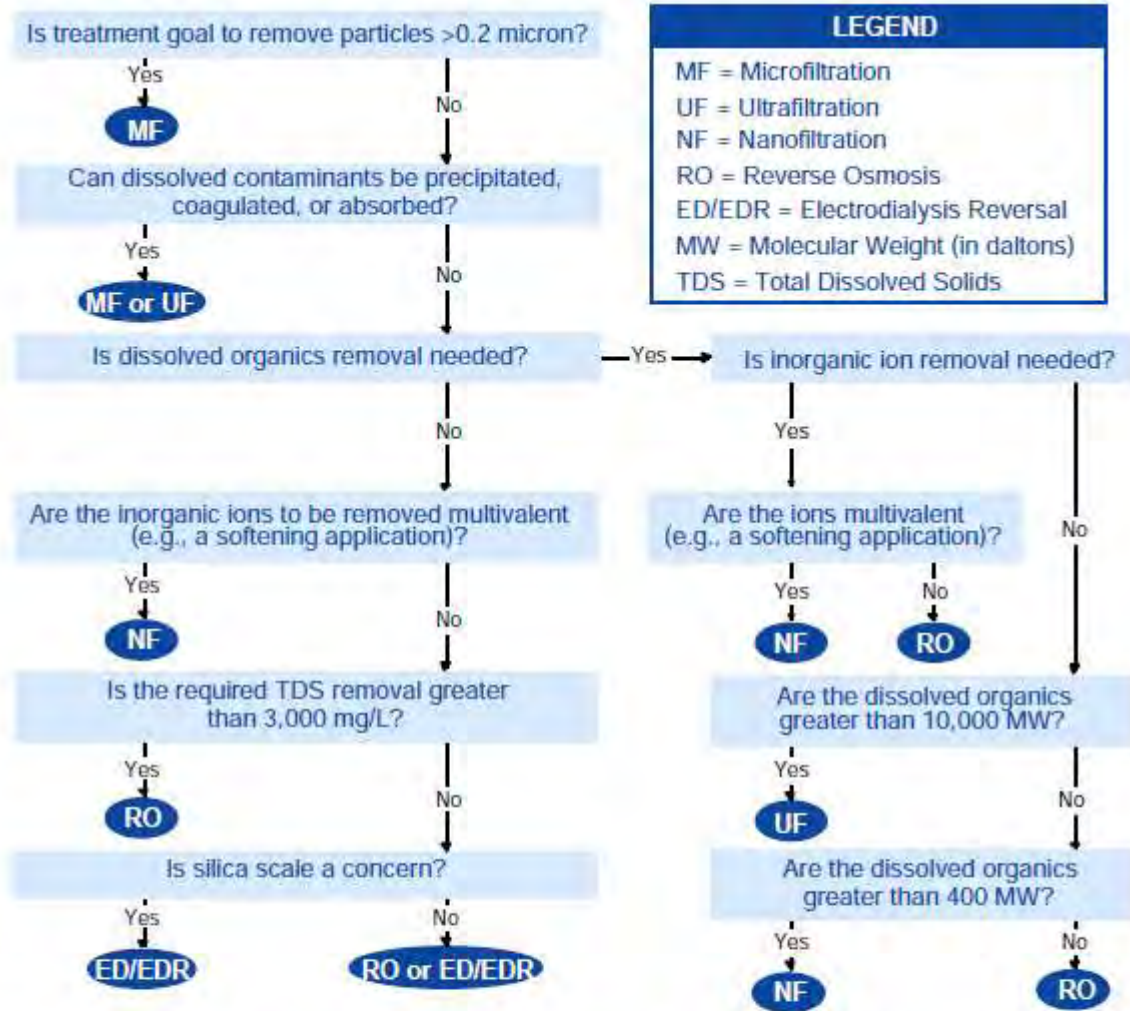 Is treatment goal to remove particles >0.2 micron?
Yes
No
MF
Can dissolved contaminants be precipitated,
coagulated, or absorbed?
Yes
No
MF or UF
Is dissolved organics removal needed?
Yes
No
Are the inorganic ions to be removed multivalent
(e.g., a softening application)?
Yes
No
NF
Is the required TDS removal greater
than 3,000 mg/L?
Yes
No
RO
Is silica scale a concern?
Yes
No
ED/EDR
RO or ED/EDR
LEGEND
MF = Microfiltration
UF = Ultrafiltration
NF = Nanofiltration
RO = Reverse Osmosis
ED/EDR = Electrodialysis Reversal
MW = Molecular Weight (in daltons)
TDS = Total Dissolved Solids
Is inorganic ion removal needed?
Yes
No
Are the ions multivalent
(e.g., a softening application)?
Yes
No
NF
RO
Are the dissolved organics
greater than 10,000 MW?
Yes
No
UF
Are the dissolved organics
greater than 400 MW?
Yes
No
NF
RO